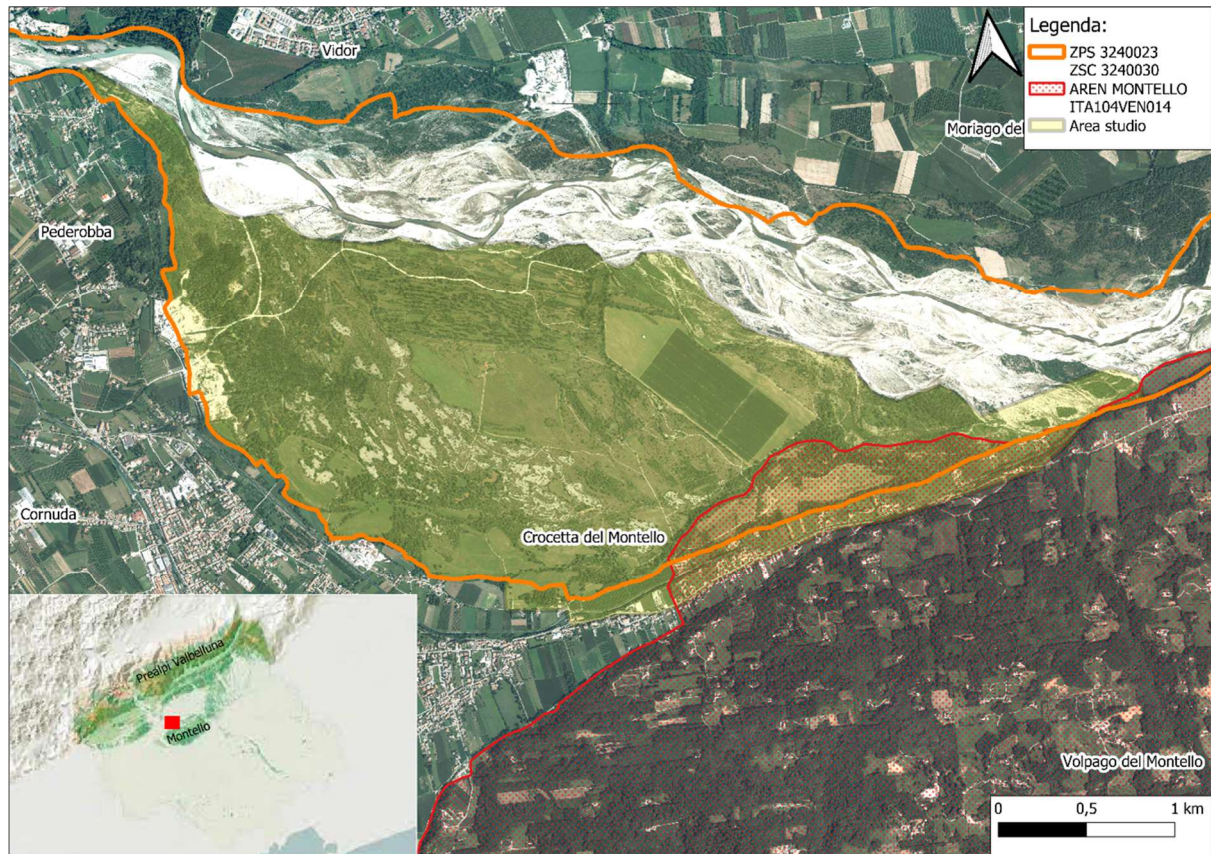 Vidor
Legenda:
ZPS 3240023
ZSC 3240030
AREN MONTELLO
ITA104VEN014
Area studio
Moriago del
Pederobba
Cornuda
Crocetta del Montello
Prealpi Valbelluna
Montello
Volpago del Montello
0 0,5 1 km